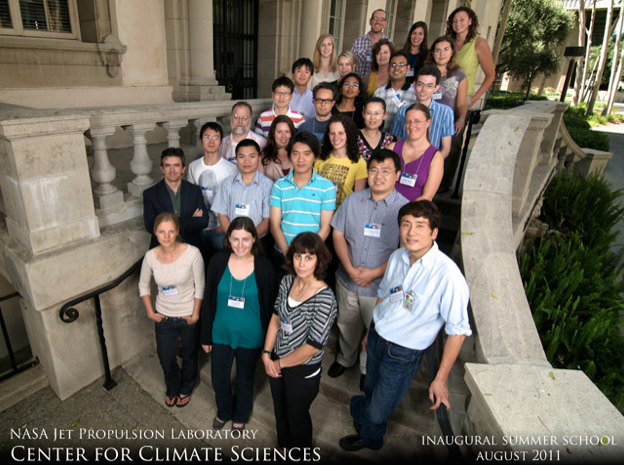 NASA Jet Propulsion Laboratory
Center for Climate Sciences
inaugural summer school
august 2011